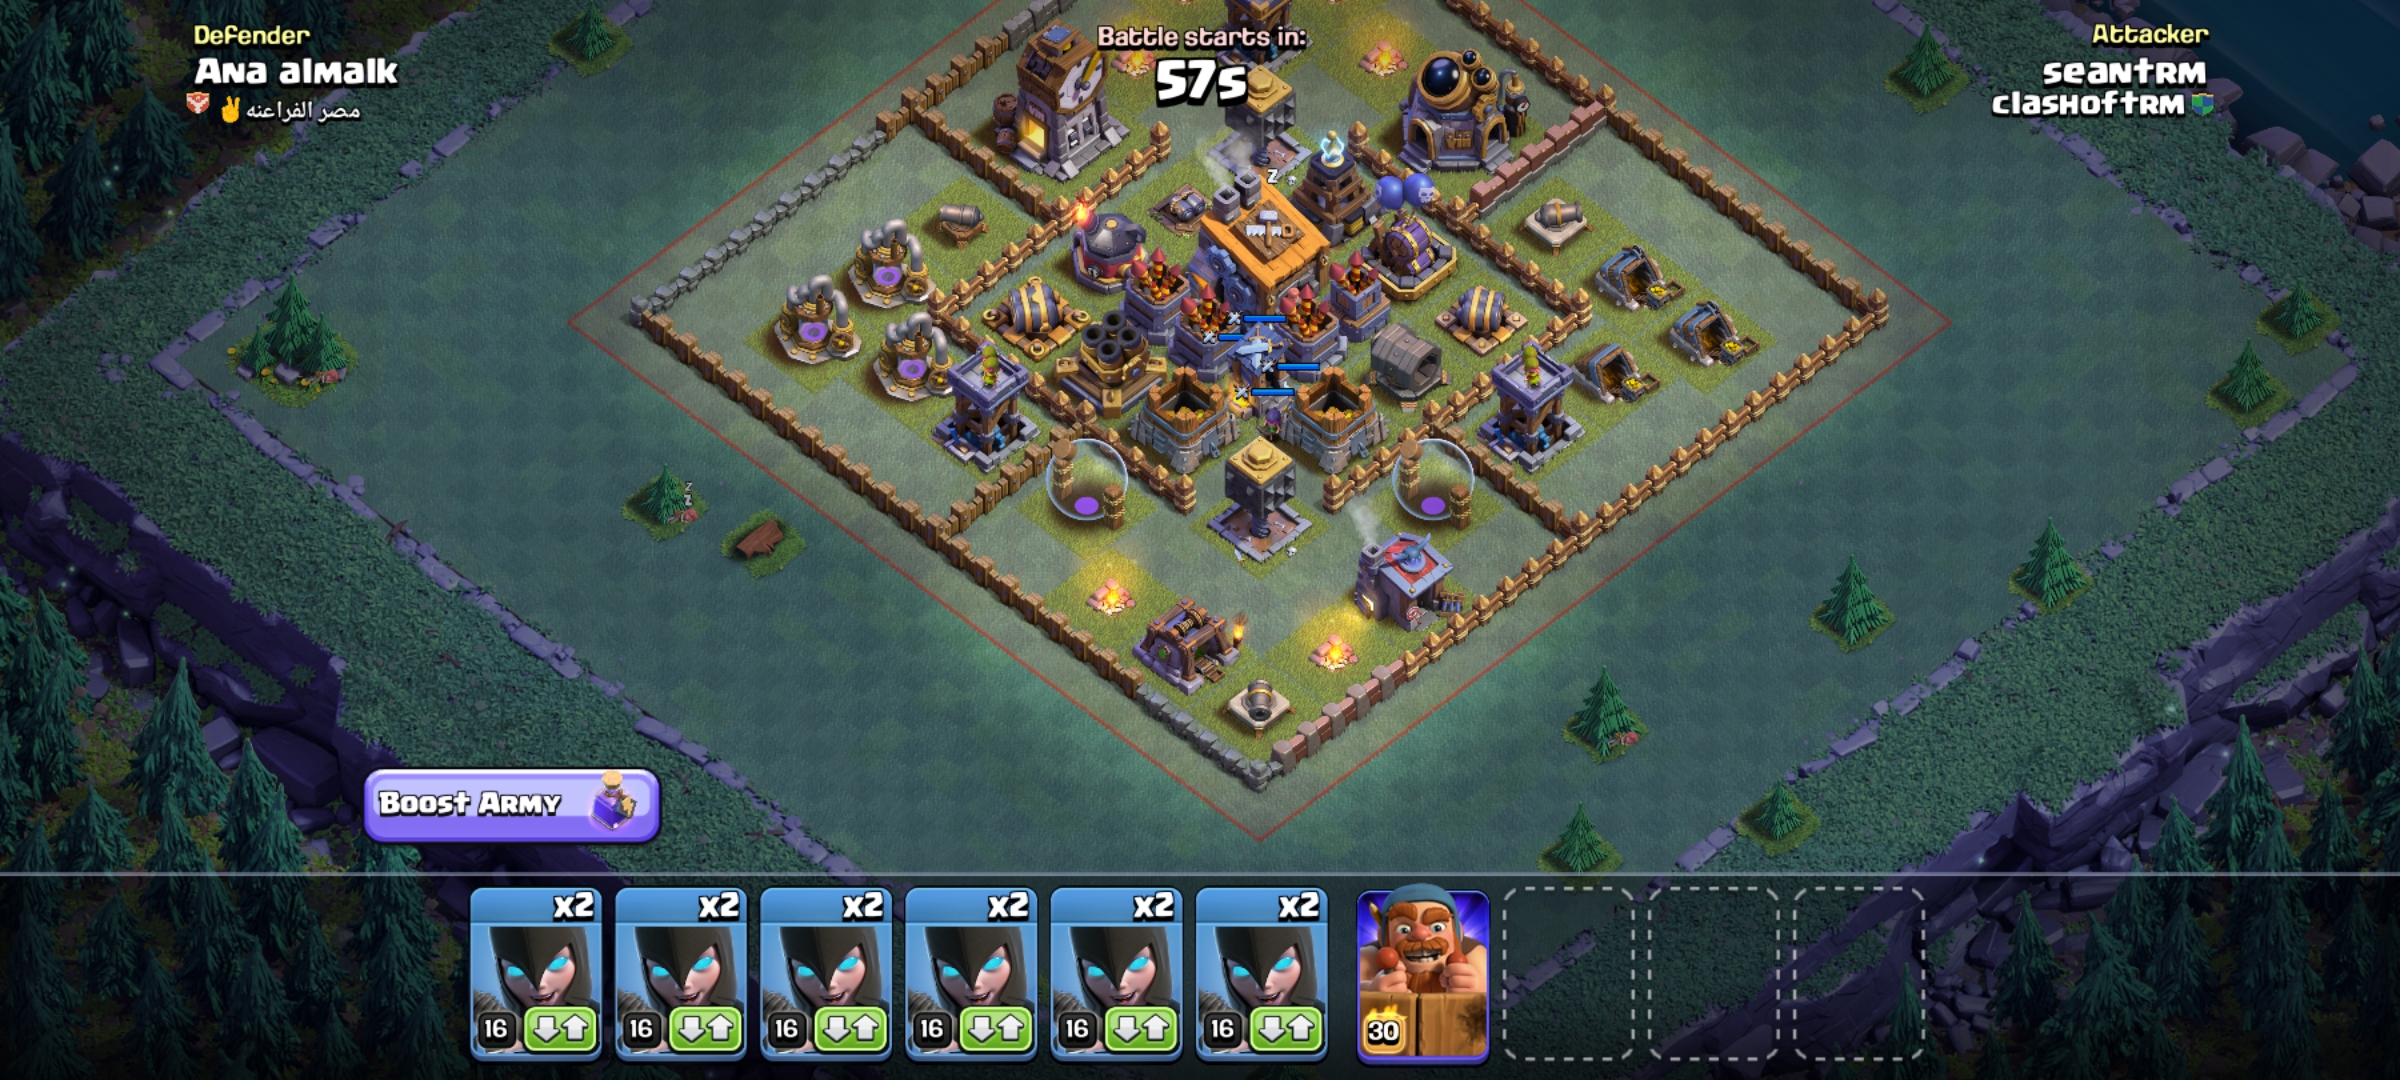 Defender
Ana almalk
مصر الفراعنه ✌
Battle starts in:
57s
Attacker
seantRM
clashoftRM
z
z
z
Boost Army
x2 x2 x2 x2 x2 x2
16 16 16 16 16 16 30